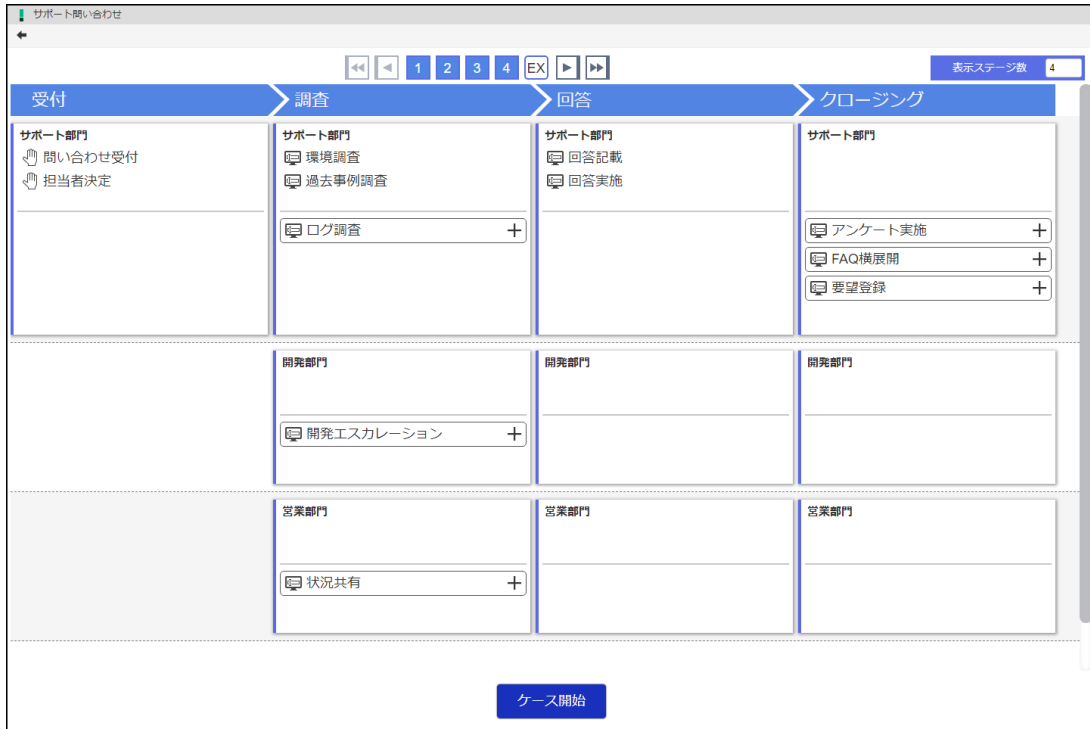 サポート問い合わせ
1 2 3 4 EX
表示ステージ数 4
受付 調査 回答 クロージング
サポート部門
問い合わせ受付
担当者決定
サポート部門
環境調査
過去事例調査
ログ調査
サポート部門
回答記載
回答実施
サポート部門
アンケート実施
FAQ横展開
要望登録
開発部門
開発エスカレーション
開発部門
開発部門
営業部門
状況共有
営業部門
営業部門
ケース開始